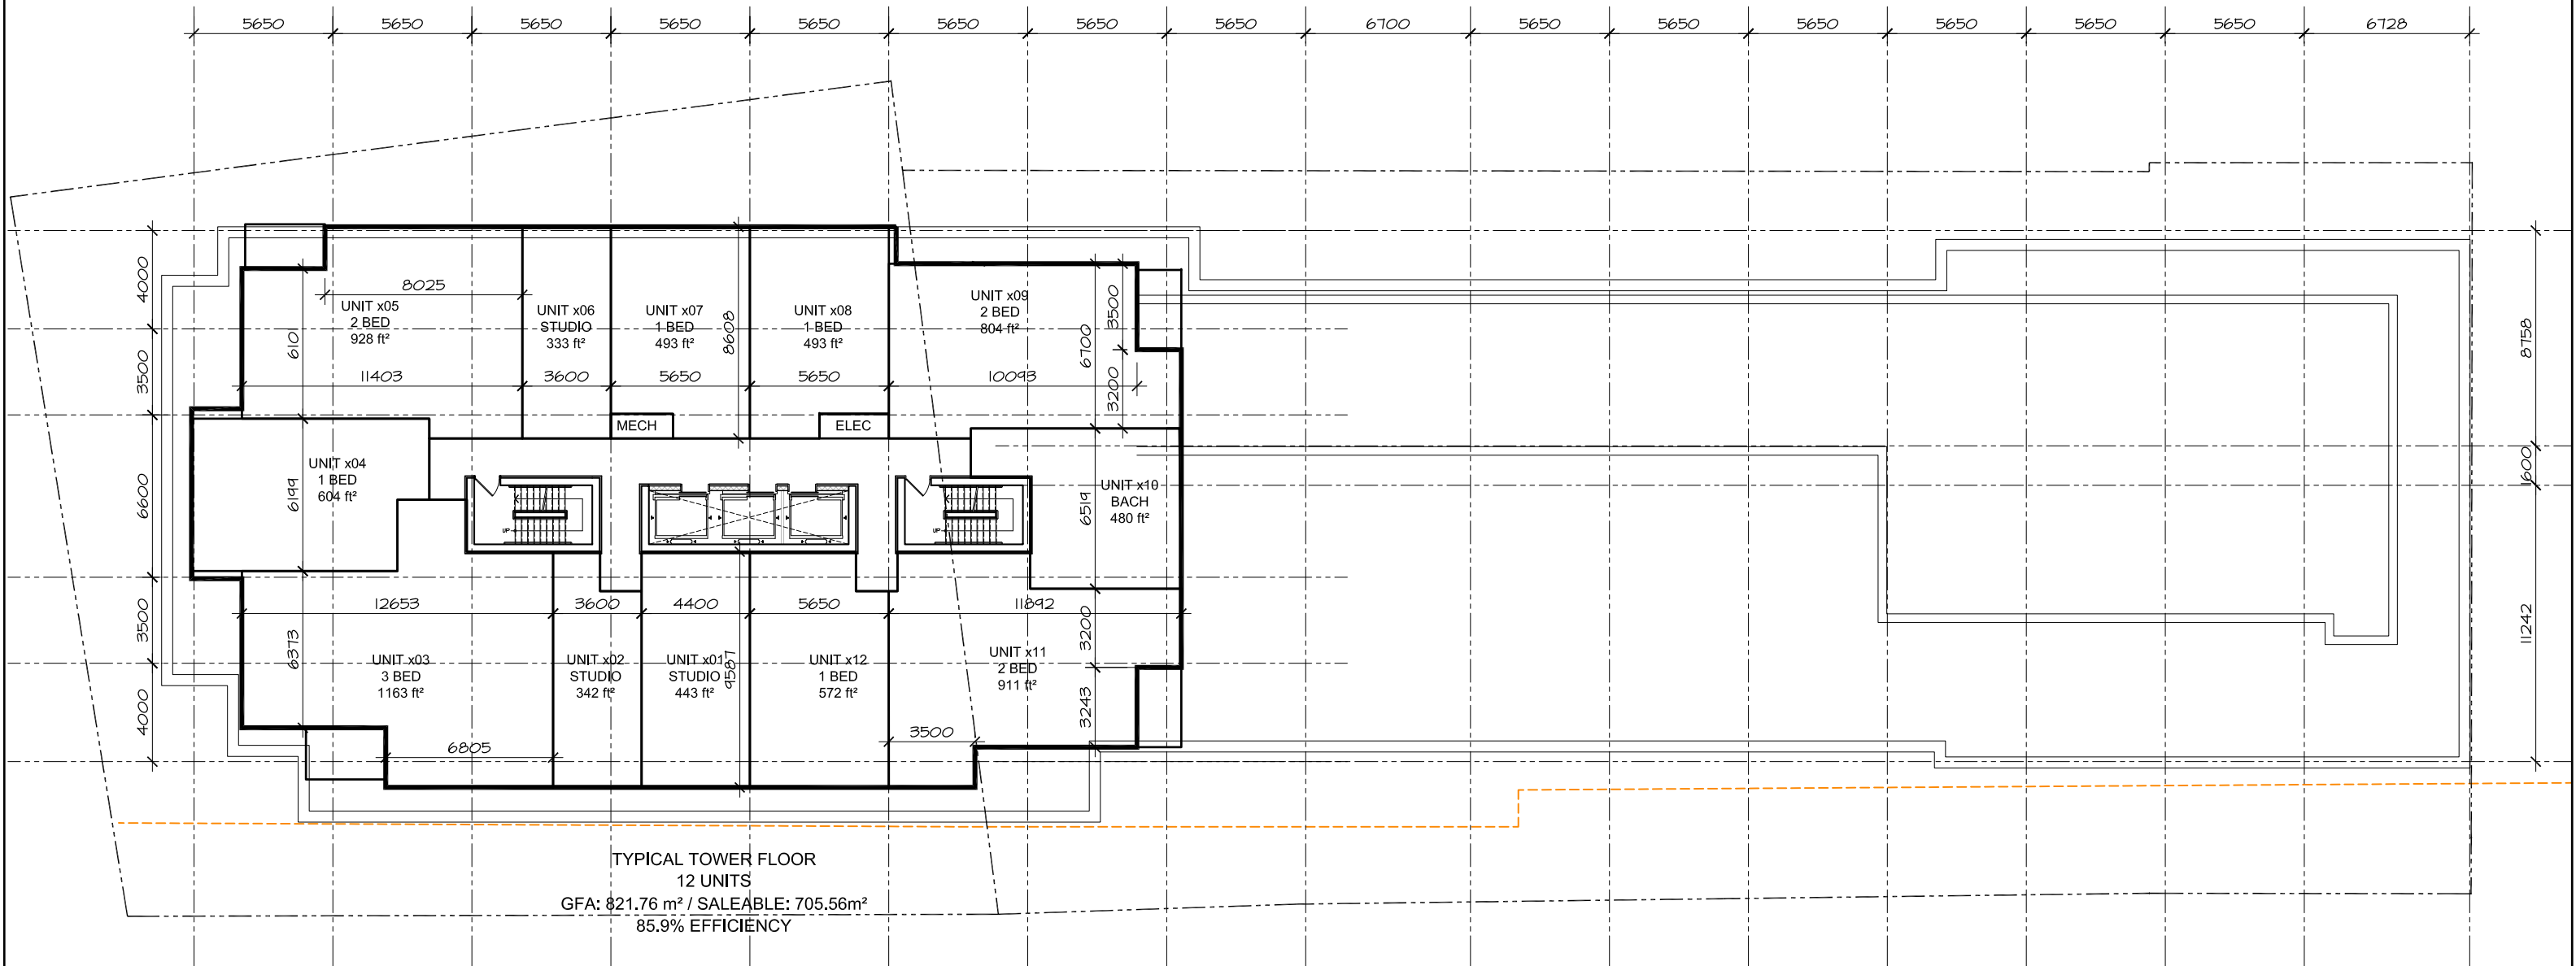 5650 5650 5650 5650 5650 5650 5650 5650 6700 5650 5650 5650 5650 5650 5650 6728
4000
3500
6600
3500
4000
8758
1600
11242
8025
UNIT x05
2 BED
928 ft²
6101
11403
UNIT x06
STUDIO
333 ft²
3600
UNIT x07
1 BED
493 ft²
8608
5650
UNIT x08
1 BED
493 ft²
5650
UNIT x09
2 BED
804 ft²
10093
6700
3500
3200
MECH
ELEC
UNIT x04
1 BED
604 ft²
6199
UP
UP
UNIT x10
BACH
480 ft²
6519
12653 3600 4400 5650 11892
6373
UNIT x03
3 BED
1163 ft²
6805
UNIT x02
STUDIO
342 ft²
UNIT x01
STUDIO
443 ft²
9587
UNIT x12
1 BED
572 ft²
UNIT x11
2 BED
911 ft²
3500
3200
3243
TYPICAL TOWER FLOOR
12 UNITS
GFA: 821.76 m² / SALEABLE: 705.56m²
85.9% EFFICIENCY